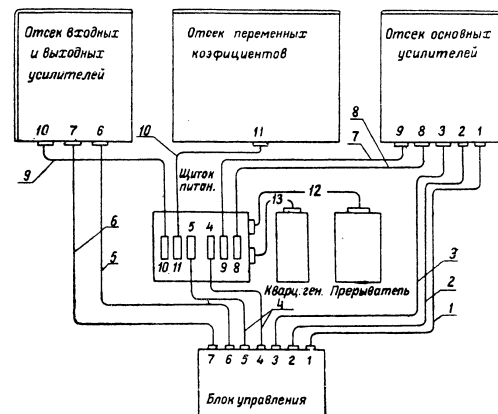 Отсек входных
и выходных
усилителей
Отсек переменных
коэфициентов
Отсек основных
усилителей
10 7 6
11
9 8 3 2 1
10
8
7
9
Щиток
питан.
12
13
6
5
5 4
10 11 9 8
Кварц. ген. Прерыватель
3
2
1
4
7 6 5 4 3 2 1
Блок управления